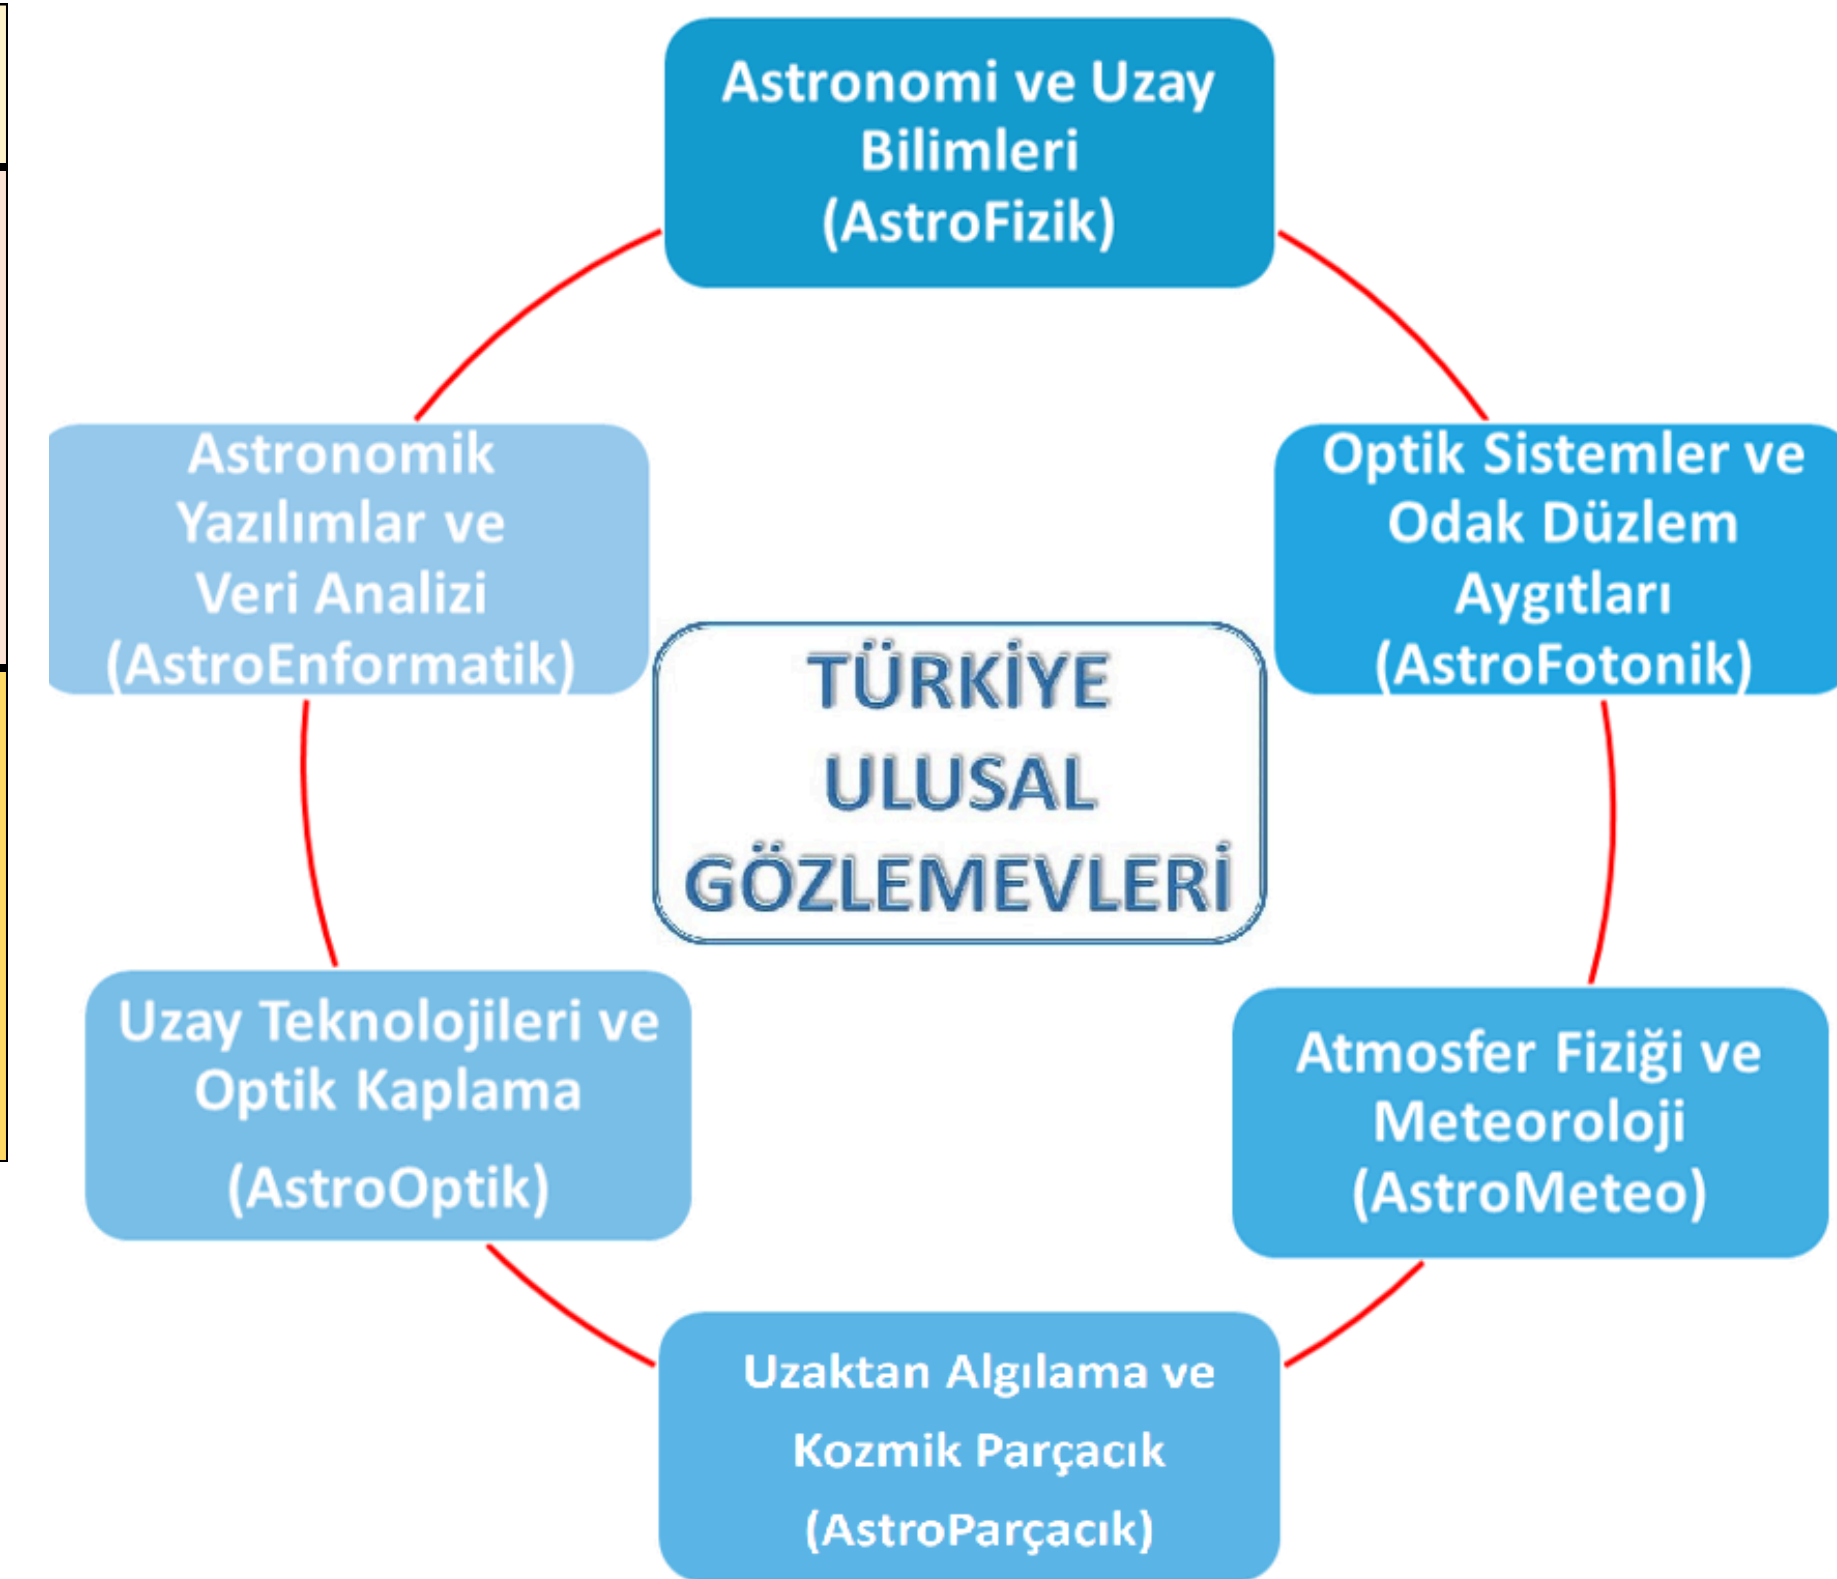 Astronomi ve Uzay
Bilimleri
(AstroFizik)
Astronomik
Yazılımlar ve
Veri Analizi
(AstroEnformatik)
Optik Sistemler ve
Odak Düzlem
Aygıtları
(AstroFotonik)
TÜRKİYE
ULUSAL
GÖZLEMEVLERİ
Uzay Teknolojileri ve
Optik Kaplama
(AstroOptik)
Atmosfer Fiziği ve
Meteoroloji
(AstroMeteo)
Uzaktan Algılama ve
Kozmik Parçacık
(AstroParçacık)